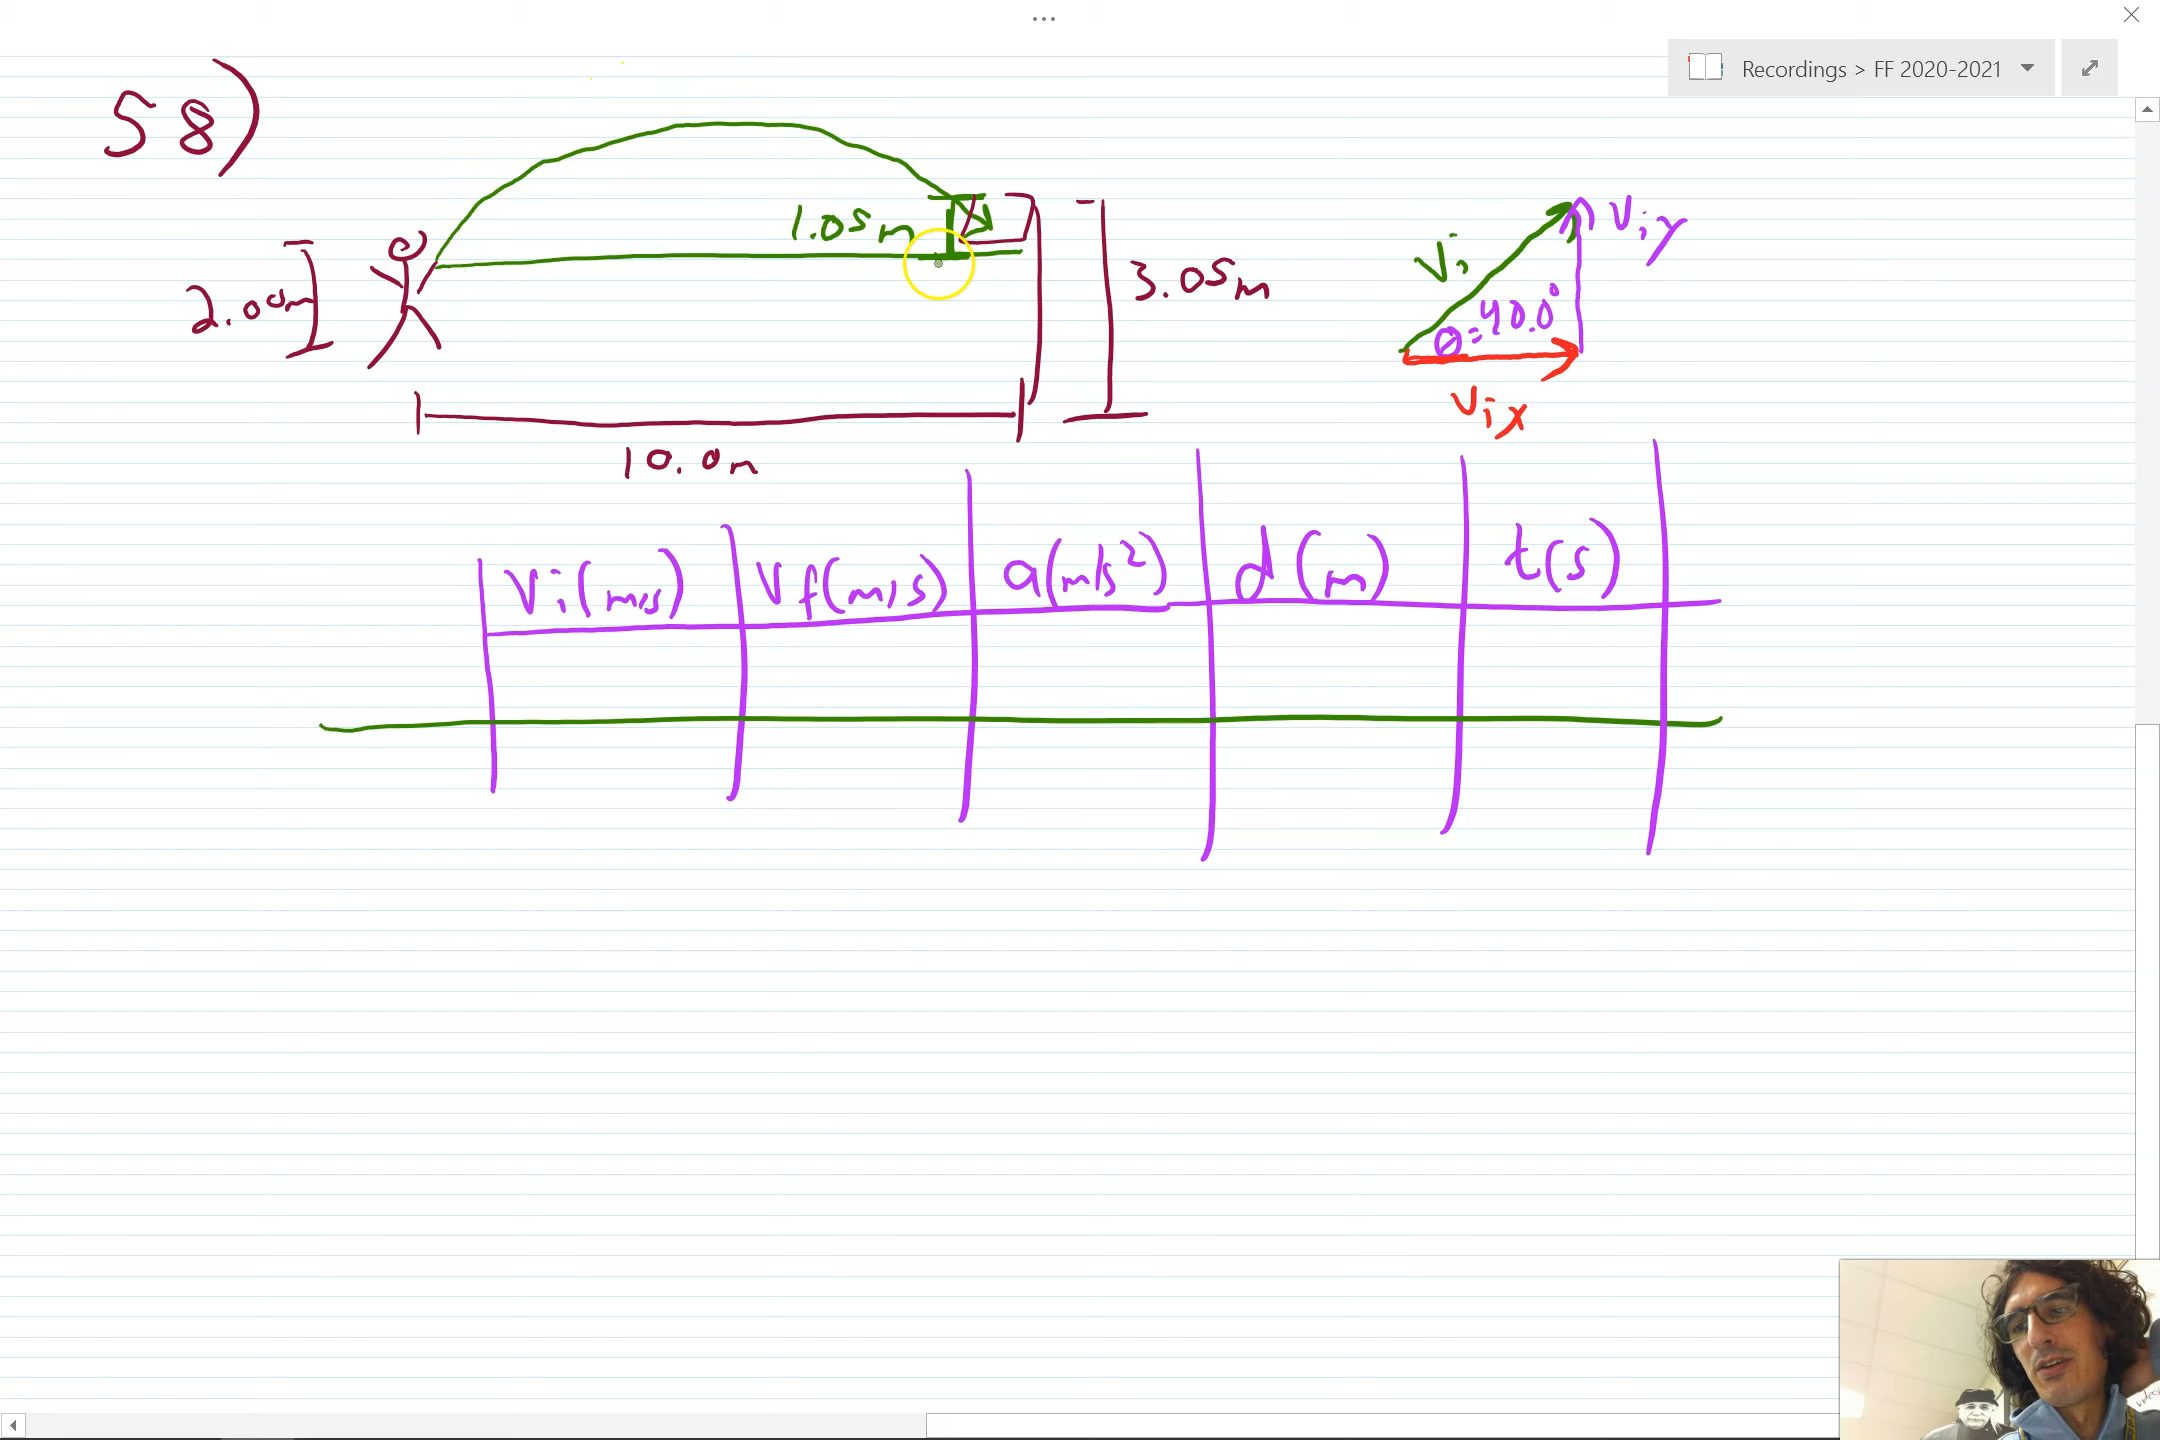 Recordings > FF 2020-2021
58)
1.05m
2.00m
3.05m
10.0m
Vi
Viy
θ=40.0°
Vix
Vi(m/s) Vf(m/s) a(m/s²) d(m) t(s)